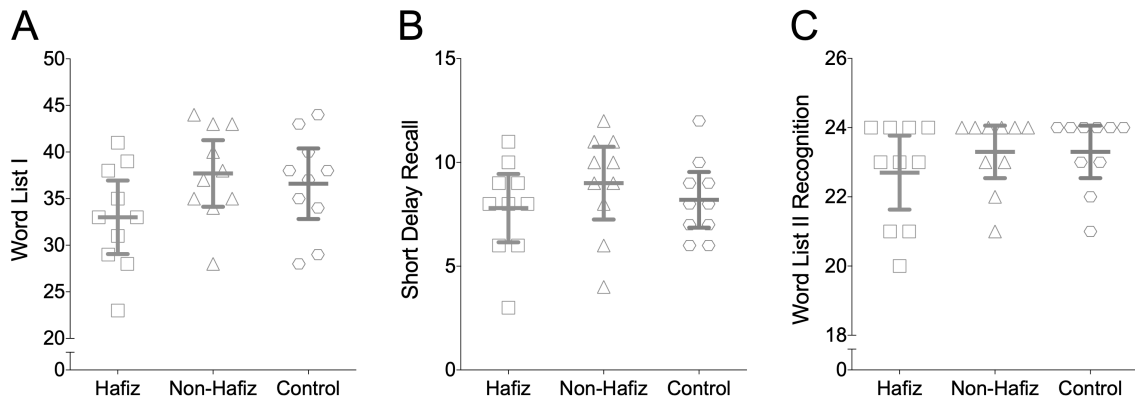 A
Word List I
50
45
40
35
30
25
20
0
Hafiz Non-Hafiz Control
B
Short Delay Recall
15
10
5
0
Hafiz Non-Hafiz Control
C
Word List II Recognition
26
24
22
20
18
0
Hafiz Non-Hafiz Control